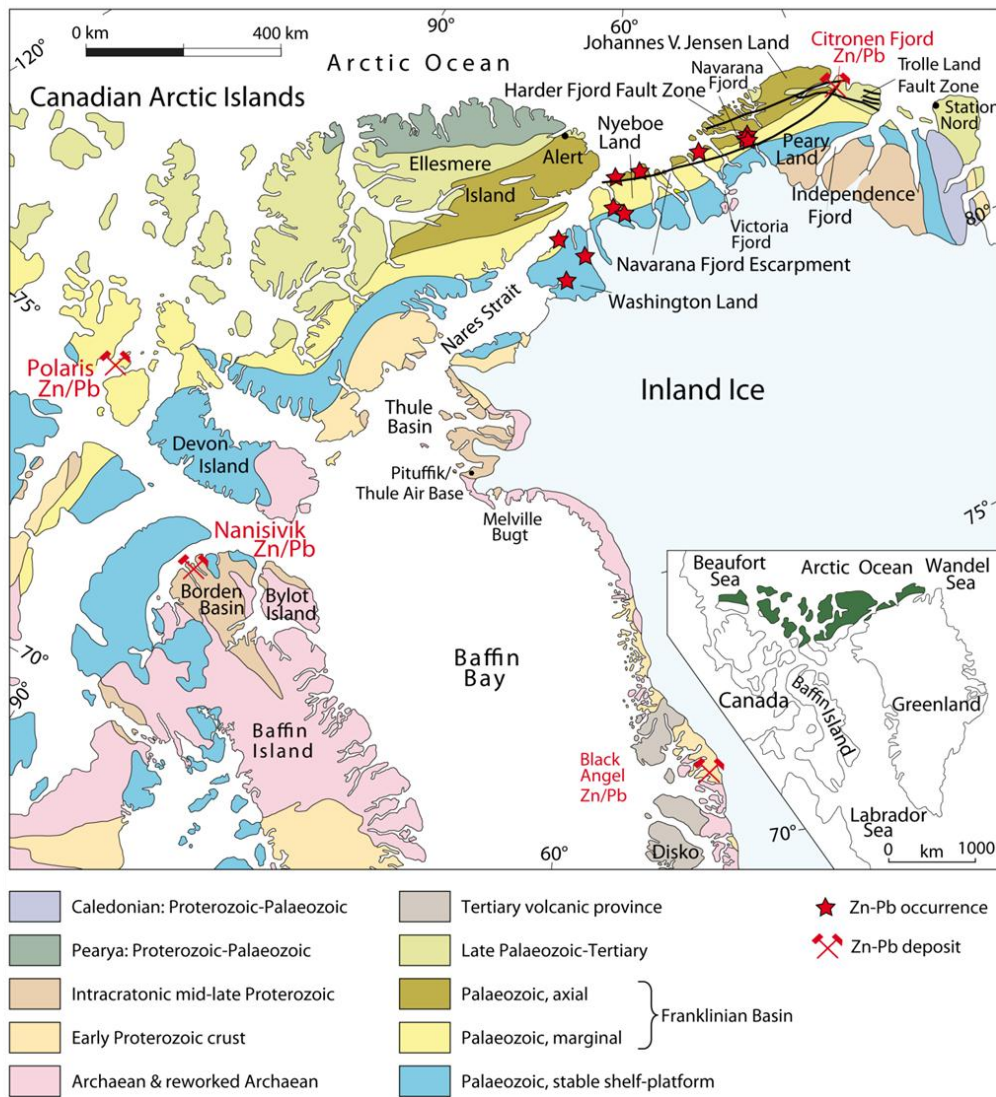 90°
60°
0 km
400 km
120°
Arctic Ocean
Canadian Arctic Islands
Johannes V. Jensen Land
Citronen Fjord
Zn/Pb
Navarana
Fjord
Trolle Land
Fault Zone
Harder Fjord Fault Zone
Station
Nord
Nyeboe
Land
Alert
Ellesmere
Island
Peary
Land
Independence
Fjord
80°
Victoria
Fjord
Navarana Fjord Escarpment
Washington Land
Nares Strait
75°
Polaris
Zn/Pb
Inland Ice
Thule
Basin
Devon
Island
Pituffik/
Thule Air Base
Melville
Bugt
75°
Nanisivik
Zn/Pb
Borden
Basin
Bylot
Island
Beaufort
Sea
Arctic Ocean
Wandel
Sea
70°
90°
Baffin
Bay
Baffin
Island
Canada
Baffin Island
Greenland
Black
Angel
Zn/Pb
Labrador
Sea
70°
Disko
60°
0
km
1000
Caledonian: Proterozoic-Palaeozoic
Pearya: Proterozoic-Palaeozoic
Intracratonic mid-late Proterozoic
Early Proterozoic crust
Archaean & reworked Archaean
Tertiary volcanic province
Late Palaeozoic-Tertiary
Palaeozoic, axial
Palaeozoic, marginal
Franklinian Basin
Palaeozoic, stable shelf-platform
Zn-Pb occurrence
Zn-Pb deposit